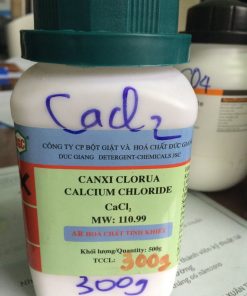 Cacl2
CÔNG TY CP BỘT GIẶT VÀ HOÁ CHẤT ĐỨC GIANG
DUC GIANG DETERGENT-CHEMICALS JSC
CANXI CLORUA
CALCIUM CHLORIDE
CaCl2
MW: 110.99
AR HOÁ CHẤT TINH KHIẾT
Khối lượng/Quantity: 500g
TCCL: 300g
300g